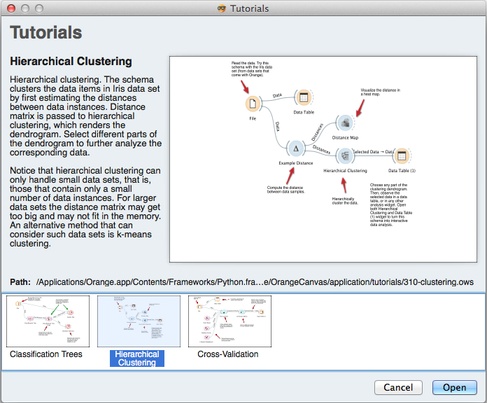 Tutorials
Tutorials
Hierarchical Clustering
Hierarchical clustering. The schema
clusters the data items in Iris data set
by first estimating the distances
between data instances. Distance
matrix is passed to hierarchical
clustering, which renders the
dendrogram. Select different parts of
the dendrogram to further analyze the
corresponding data.
Notice that hierarchical clustering can
only handle small data sets, that is,
those that contain only a small
number of data instances. For larger
data sets the distance matrix may get
too big and may not fit in the memory.
An alternative method that can
consider such data sets is k-means
clustering.
Read the data. Try this
schema with the Iris data
set (from data sets that
come with Orange).
Data
File
Data Table
Data
Visualize the distance in
a heat map.
Distances
Distance Map
Distances
Selected Data → Data
Example Distance
Hierarchical Clustering
Data Table (1)
Compute the distance
between data samples.
Hierarchically
cluster the data.
Choose any part of the
clustering dendrogram.
Then, observe the
selected data in a data
table, or in any other
analysis widget. Open
both Hierarchical
Clustering and Data Table
(1) widget to turn this
schema into interactive
data analysis.
Path: /Applications/Orange.app/Contents/Frameworks/Python.fra…e/OrangeCanvas/application/tutorials/310-clustering.ows
Classification Trees
Hierarchical
Clustering
Cross-Validation
Cancel
Open